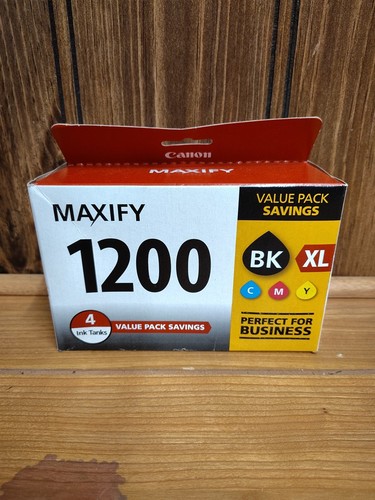 Canon
MAXIFY
MAXIFY
1200
4
Ink Tanks
VALUE PACK SAVINGS
VALUE PACK
SAVINGS
BK XL
C M Y
PERFECT FOR
BUSINESS